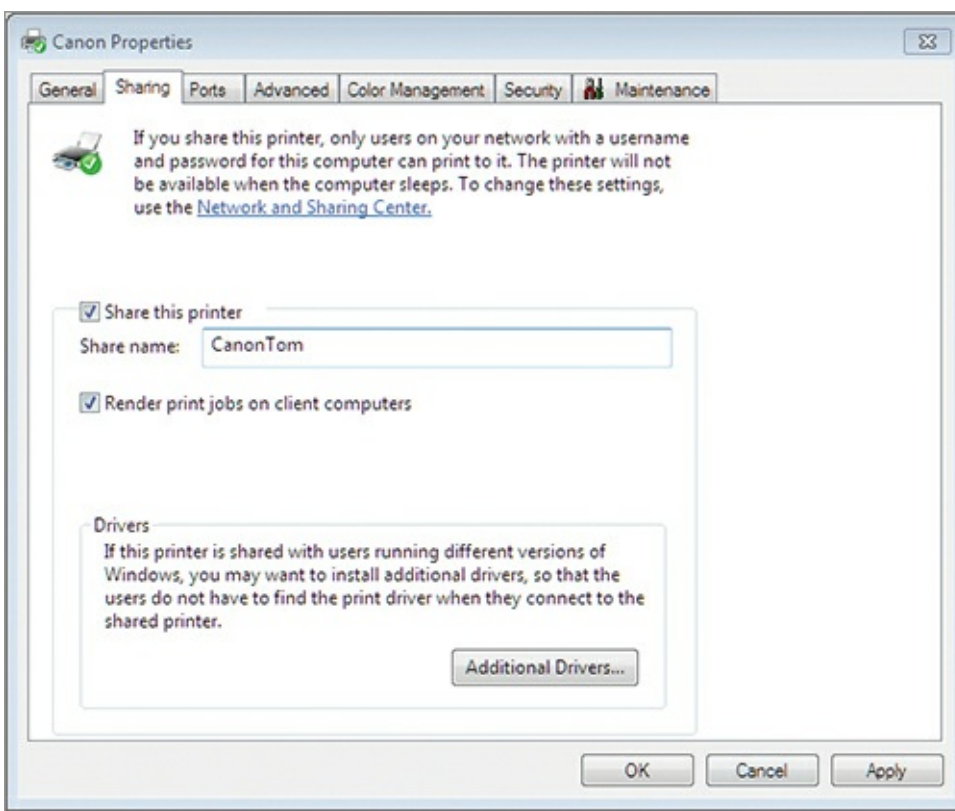 Canon Properties
General Sharing Ports Advanced Color Management Security Maintenance
If you share this printer, only users on your network with a username
and password for this computer can print to it. The printer will not
be available when the computer sleeps. To change these settings,
use the Network and Sharing Center.
Share this printer
Share name: CanonTom
Render print jobs on client computers
Drivers
If this printer is shared with users running different versions of
Windows, you may want to install additional drivers, so that the
users do not have to find the print driver when they connect to the
shared printer.
Additional Drivers...
OK Cancel Apply